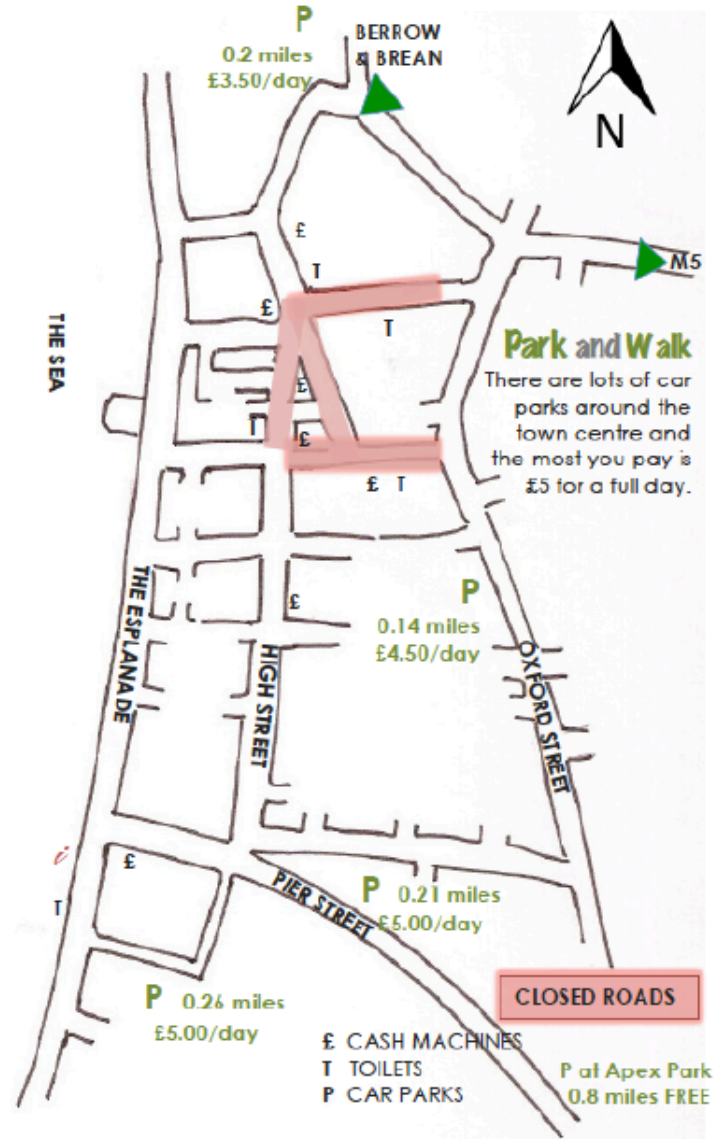 P
0.2 miles
£3.50/day
BERROW
& BREAN
N
£
T
M5
£
T
THE SEA
Park and Walk
There are lots of car
parks around the
town centre and
the most you pay is
£5 for a full day.
£
T
£
£ T
THE ESPLANADE
£
HIGH STREET
P
0.14 miles
£4.50/day
OXFORD STREET
i
£
T
PIER STREET
P 0.21 miles
£5.00/day
P 0.26 miles
£5.00/day
CLOSED ROADS
£ CASH MACHINES
T TOILETS
P CAR PARKS
P at Apex Park
0.8 miles FREE